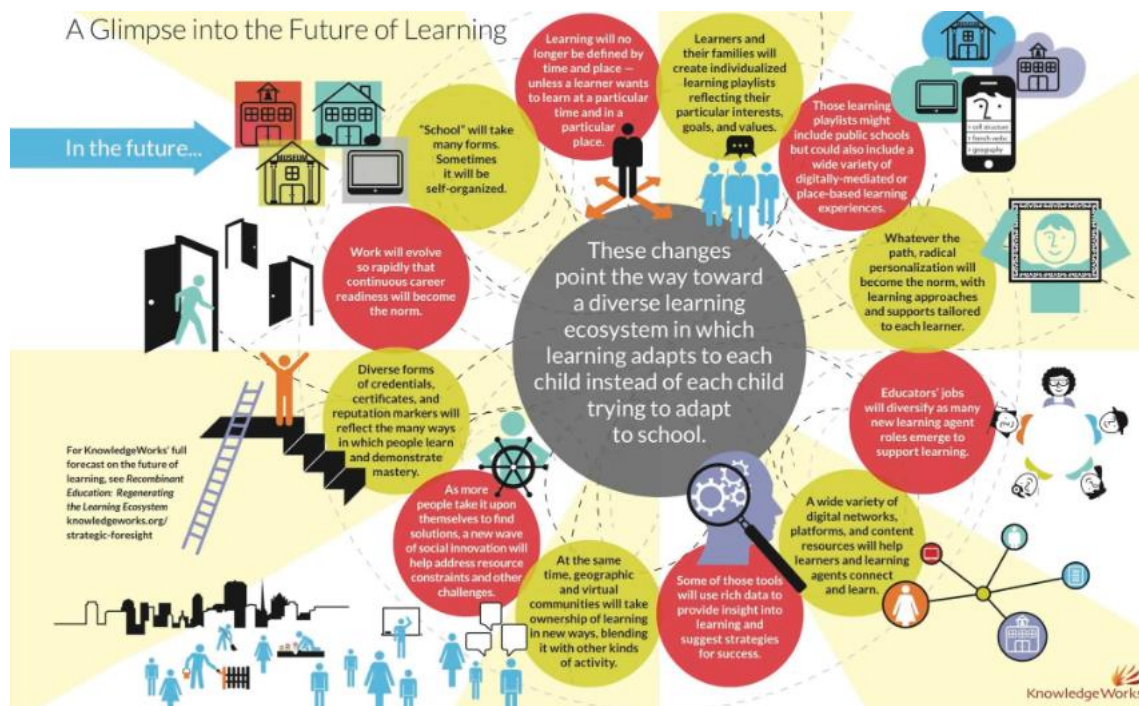 A Glimpse into the Future of Learning
In the future...
MUSEUM
"School" will take
many forms.
Sometimes
it will be
self-organized.
Learning will no
longer be defined by
time and place —
unless a learner wants
to learn at a particular
time and in a
particular
place.
Learners and
their families will
create individualized
learning playlists
reflecting their
particular interests,
goals, and values.
Those learning
playlists might
include public schools
but could also include a
wide variety of
digitally-mediated or
place-based learning
experiences.
MUSEUM
• cell structure
• french verbs
• geography
Whatever the
path, radical
personalization will
become the norm, with
learning approaches
and supports tailored
to each learner.
Educators' jobs
will diversify as many
new learning agent
roles emerge to
support learning.
A wide variety of
digital networks,
platforms, and content
resources will help
learners and learning
agents connect
and learn.
Some of those tools
will use rich data to
provide insight into
learning and
suggest strategies
for success.
At the same
time, geographic
and virtual
communities will take
ownership of learning
in new ways, blending
it with other kinds
of activity.
As more
people take it upon
themselves to find
solutions, a new wave
of social innovation will
help address resource
constraints and other
challenges.
Diverse forms
of credentials,
certificates, and
reputation markers will
reflect the many ways
in which people learn
and demonstrate
mastery.
Work will evolve
so rapidly that
continuous career
readiness will become
the norm.
These changes
point the way toward
a diverse learning
ecosystem in which
learning adapts to each
child instead of each child
trying to adapt
to school.
For KnowledgeWorks' full
forecast on the future of
learning, see Recombinant
Education: Regenerating
the Learning Ecosystem
knowledgeworks.org/
strategic-foresight
KnowledgeWorks